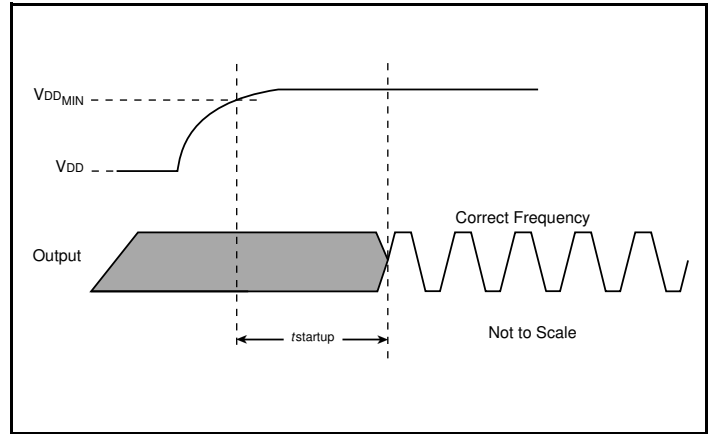 VDDMIN
VDD
Correct Frequency
Output
tstartup
Not to Scale